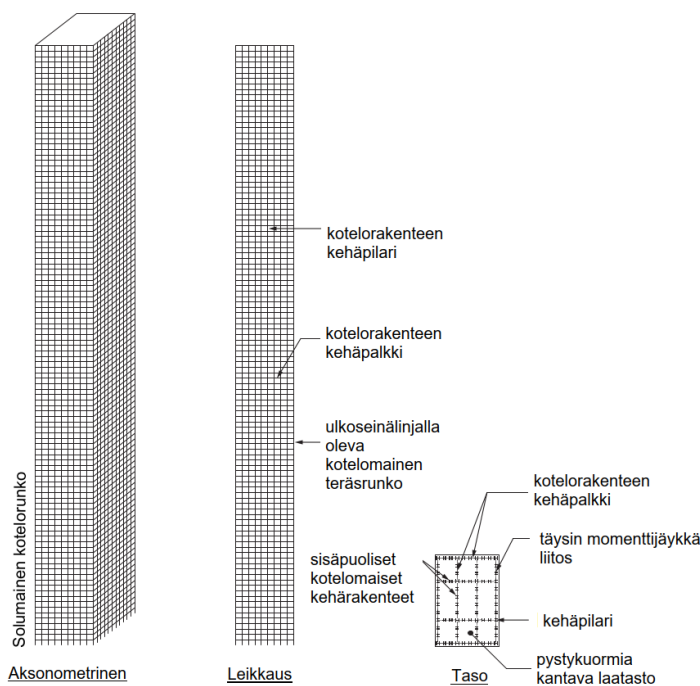 Solumainen kotelorunko
kotelorakenteen
kehäpilari
kotelorakenteen
kehäpalkki
ulkoseinälinjalla
oleva
kotelomainen
teräsrunko
kotelorakenteen
kehäpalkki
täysin momenttijäykkä
liitos
sisäpuoliset
kotelomaiset
kehärakenteet
kehäpilari
pystykuormia
kantava laatasto
Aksonometrinen
Leikkaus
Taso